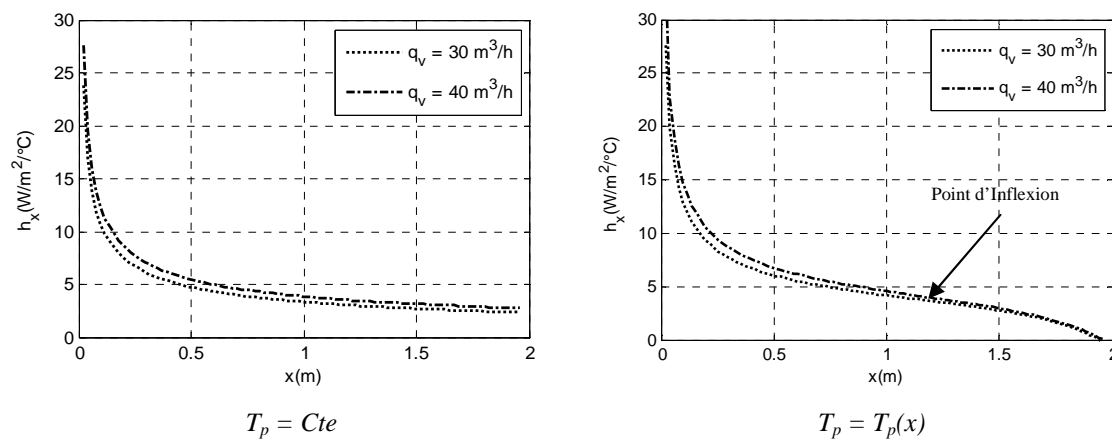 30
25
20
15
10
5
0
h_x(W/m²/°C)
q_v = 30 m³/h
q_v = 40 m³/h
0
0.5
1
1.5
2
x(m)
T_p = Cte
30
25
20
15
10
5
0
h_x(W/m²/°C)
q_v = 30 m³/h
q_v = 40 m³/h
Point d’Inflexion
0
0.5
1
1.5
2
x(m)
T_p = T_p(x)